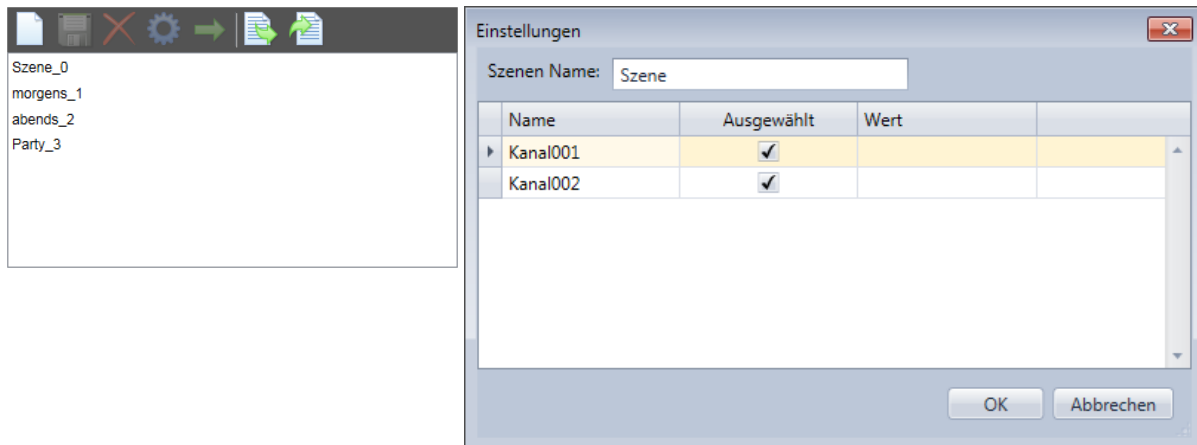 Szene_0
morgens_1
abends_2
Party_3
Einstellungen
Szenen Name: Szene
Name Ausgewählt Wert
Kanal001
Kanal002
OK Abbrechen